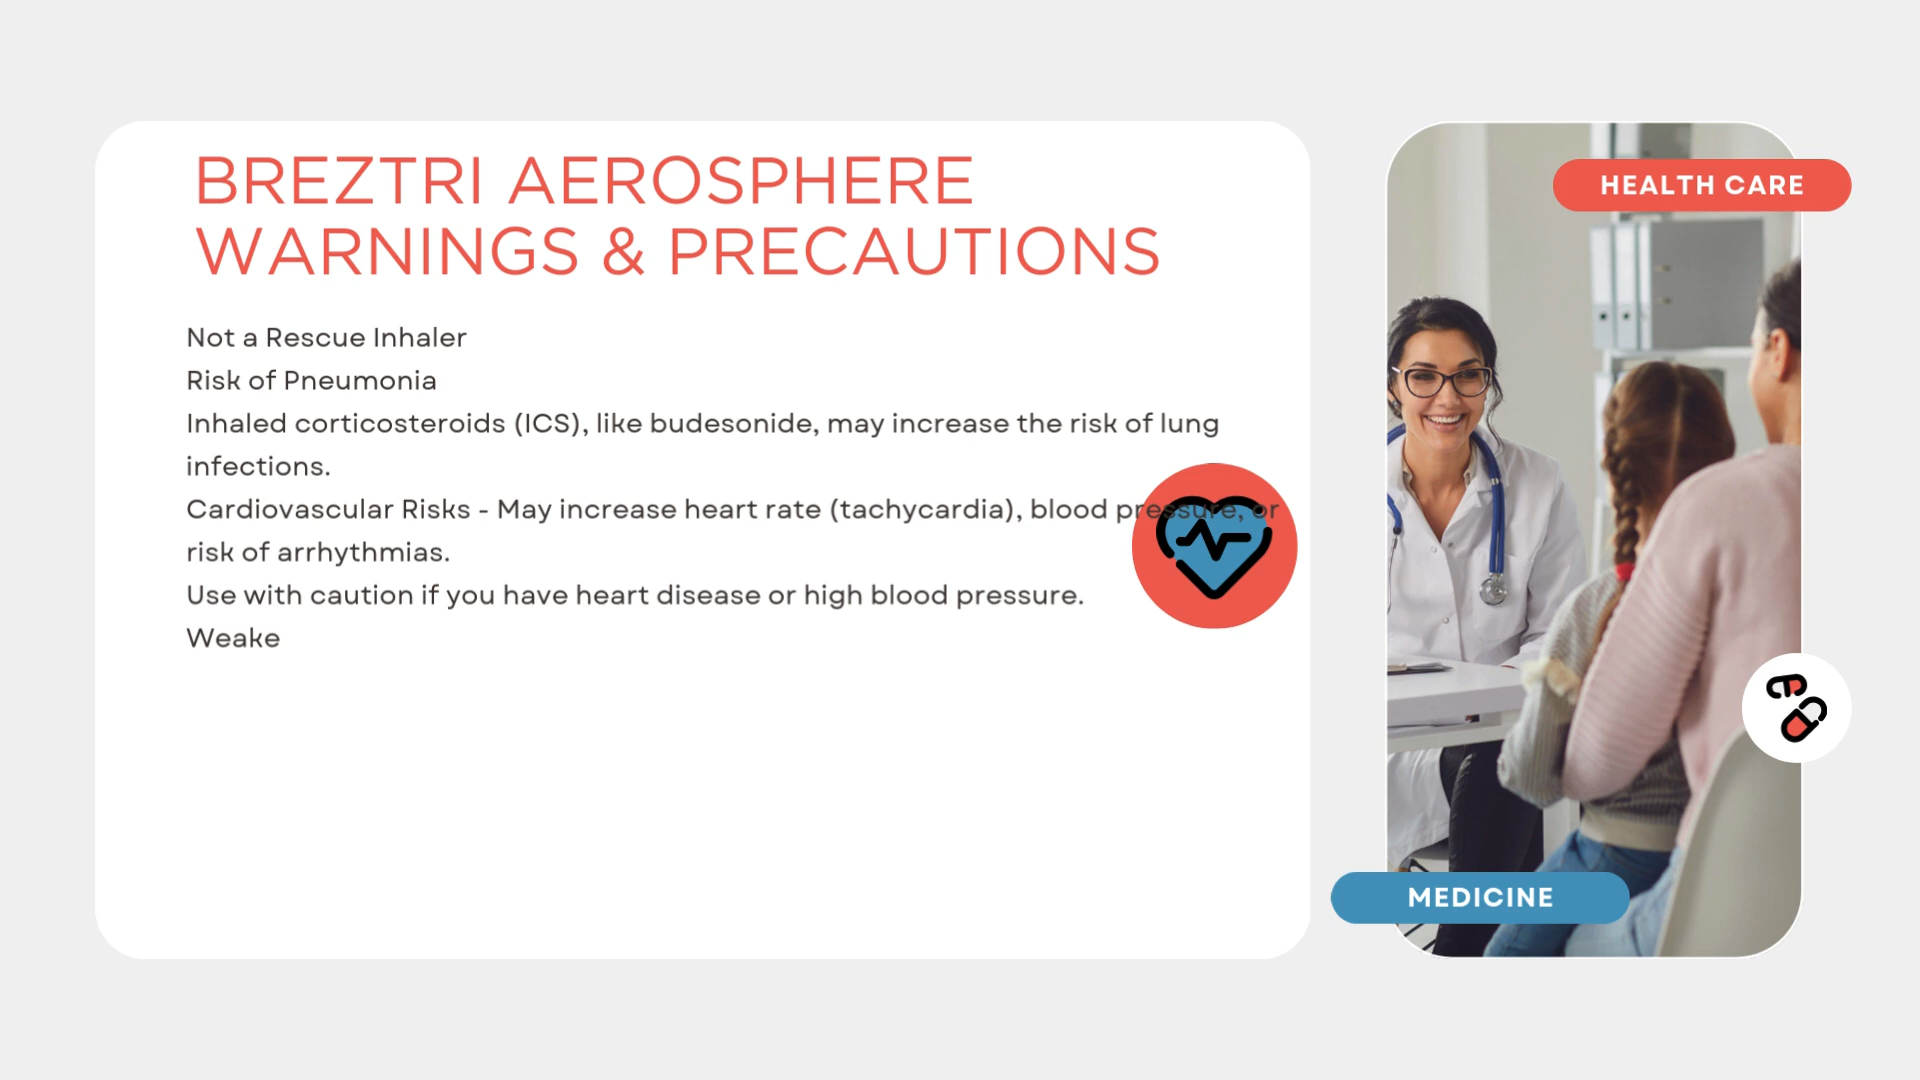 BREZTRI AEROSPHERE
WARNINGS & PRECAUTIONS
Not a Rescue Inhaler
Risk of Pneumonia
Inhaled corticosteroids (ICS), like budesonide, may increase the risk of lung
infections.
Cardiovascular Risks - May increase heart rate (tachycardia), blood pressure, or
risk of arrhythmias.
Use with caution if you have heart disease or high blood pressure.
Weake
HEALTH CARE
MEDICINE